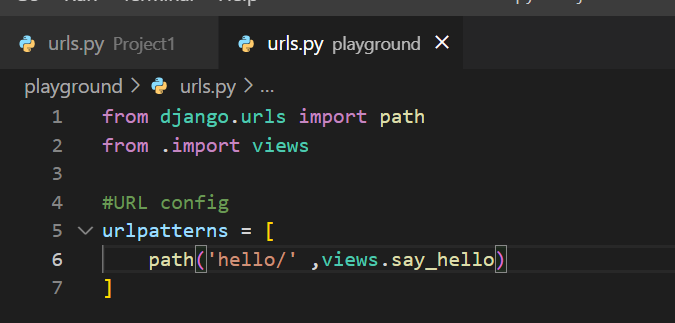 urls.py Project1 urls.py playground ×
playground > urls.py > ...
1 from django.urls import path
2 from .import views
3
4 #URL config
5 urlpatterns = [
6     path('hello/' ,views.say_hello)
7 ]